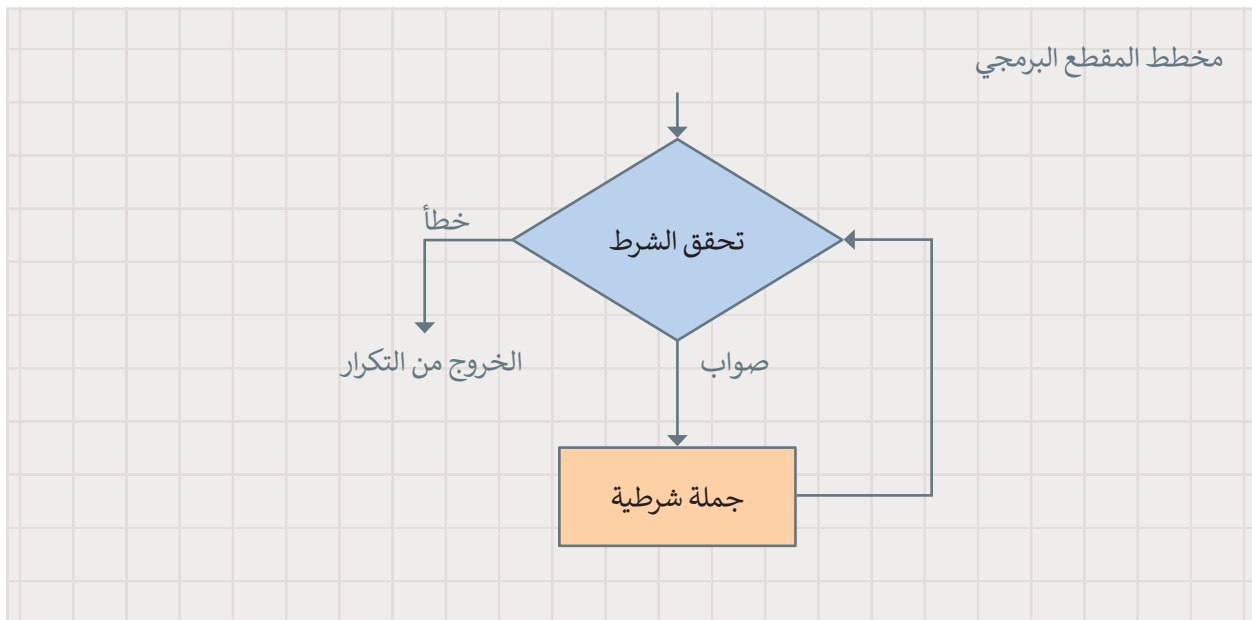 مخطط المقطع البرمجي
تحقق الشرط
خطأ
الخروج من التكرار
صواب
جملة شرطية